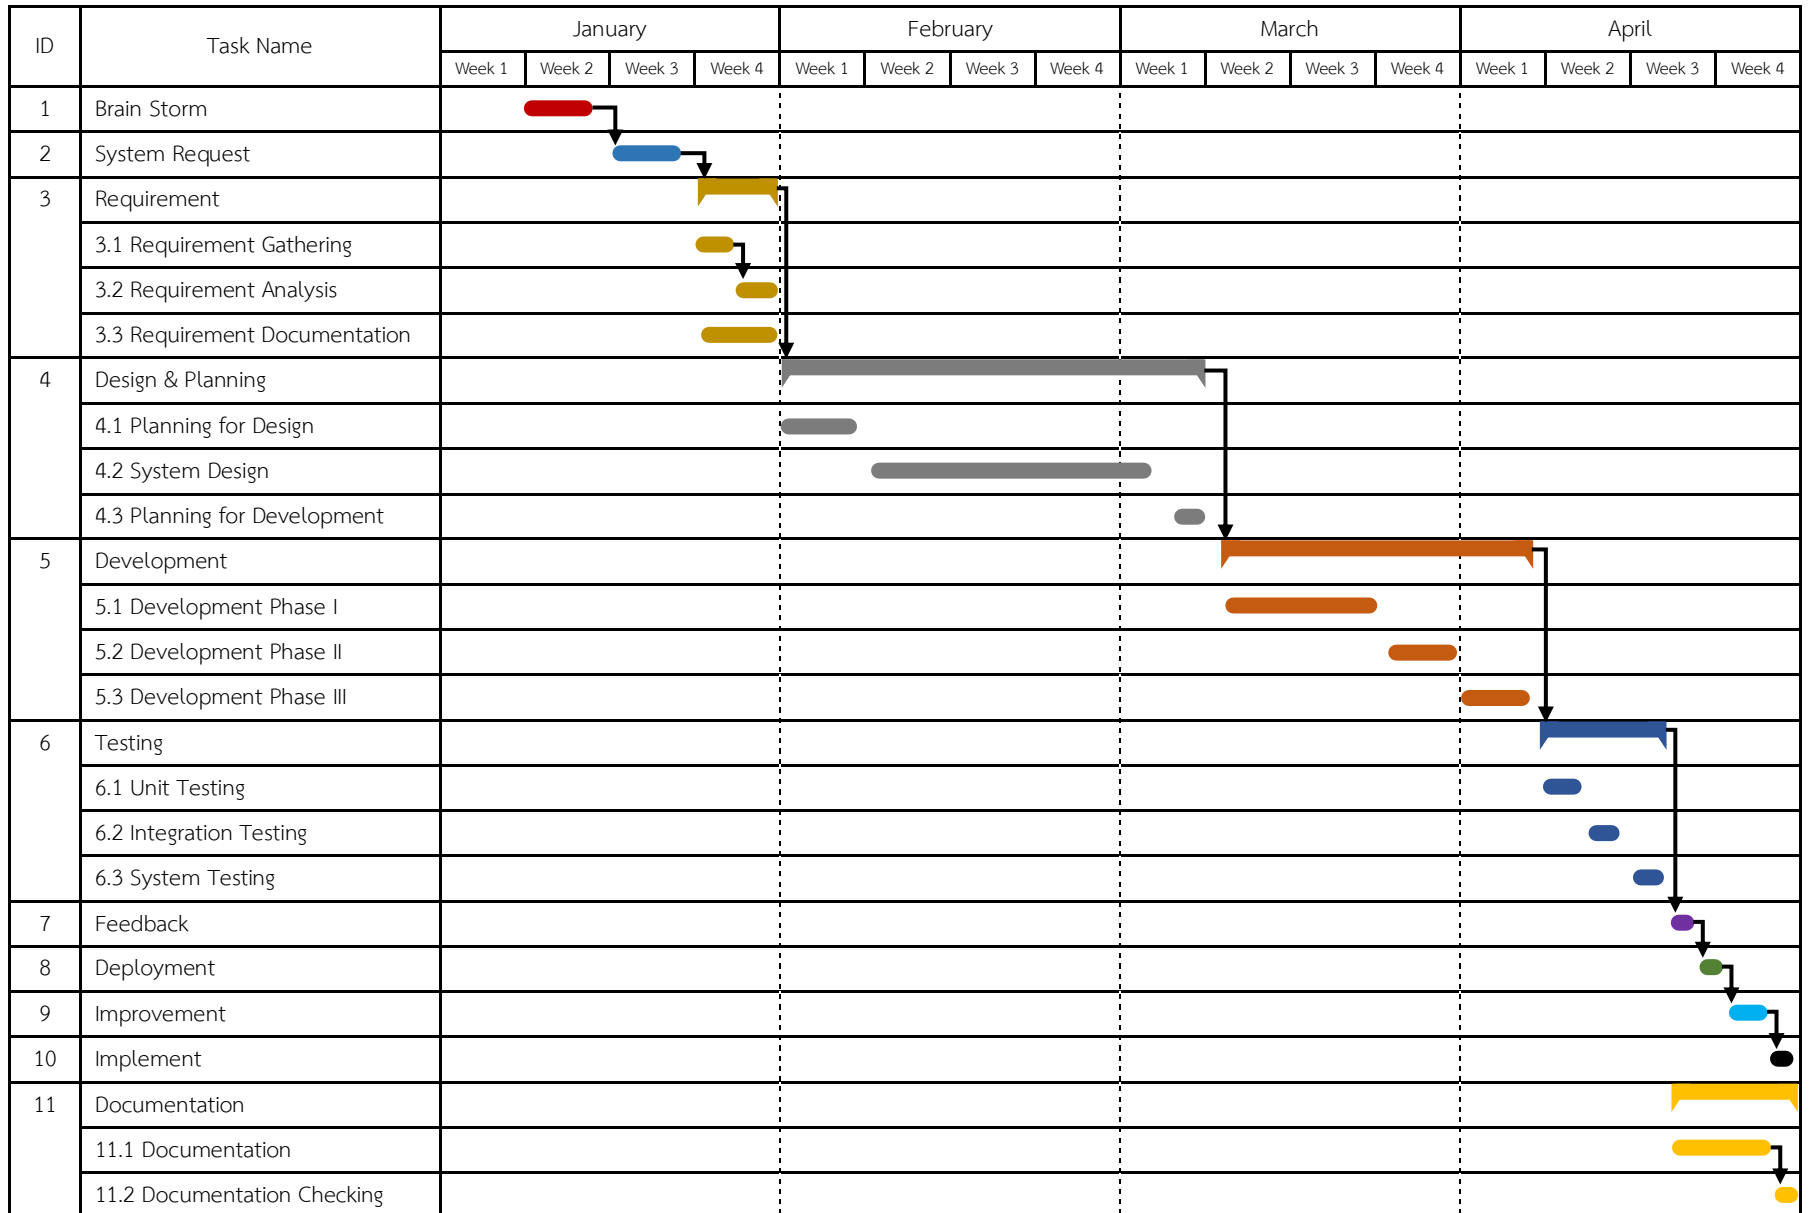 ID Task Name January February March April
Week 1 Week 2 Week 3 Week 4 Week 1 Week 2 Week 3 Week 4 Week 1 Week 2 Week 3 Week 4 Week 1 Week 2 Week 3 Week 4
1 Brain Storm
2 System Request
3 Requirement
3.1 Requirement Gathering
3.2 Requirement Analysis
3.3 Requirement Documentation
4 Design & Planning
4.1 Planning for Design
4.2 System Design
4.3 Planning for Development
5 Development
5.1 Development Phase I
5.2 Development Phase II
5.3 Development Phase III
6 Testing
6.1 Unit Testing
6.2 Integration Testing
6.3 System Testing
7 Feedback
8 Deployment
9 Improvement
10 Implement
11 Documentation
11.1 Documentation
11.2 Documentation Checking